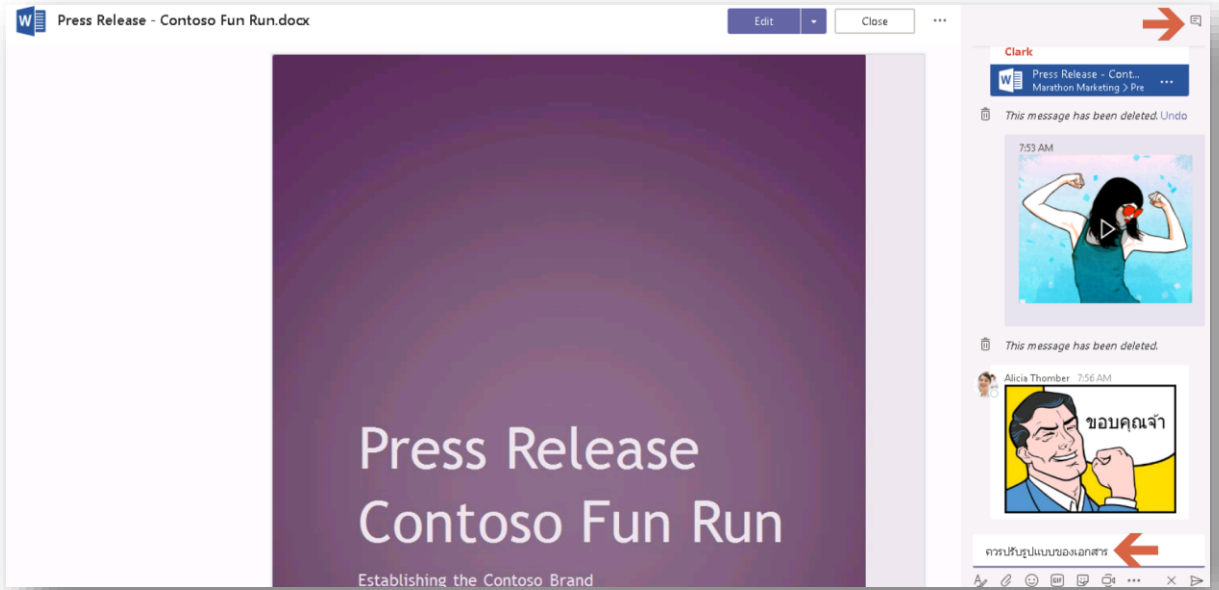 Press Release - Contoso Fun Run.docx
Edit
Close
Clark
Press Release - Cont...
Marathon Marketing > Pre
This message has been deleted. Undo
7:53 AM
This message has been deleted.
Alicia Thomber 7:56 AM
ขอบคุณจ้า
Press Release
Contoso Fun Run
Establishing the Contoso Brand
ควรปรับรูปแบบของเอกสาร
GIF